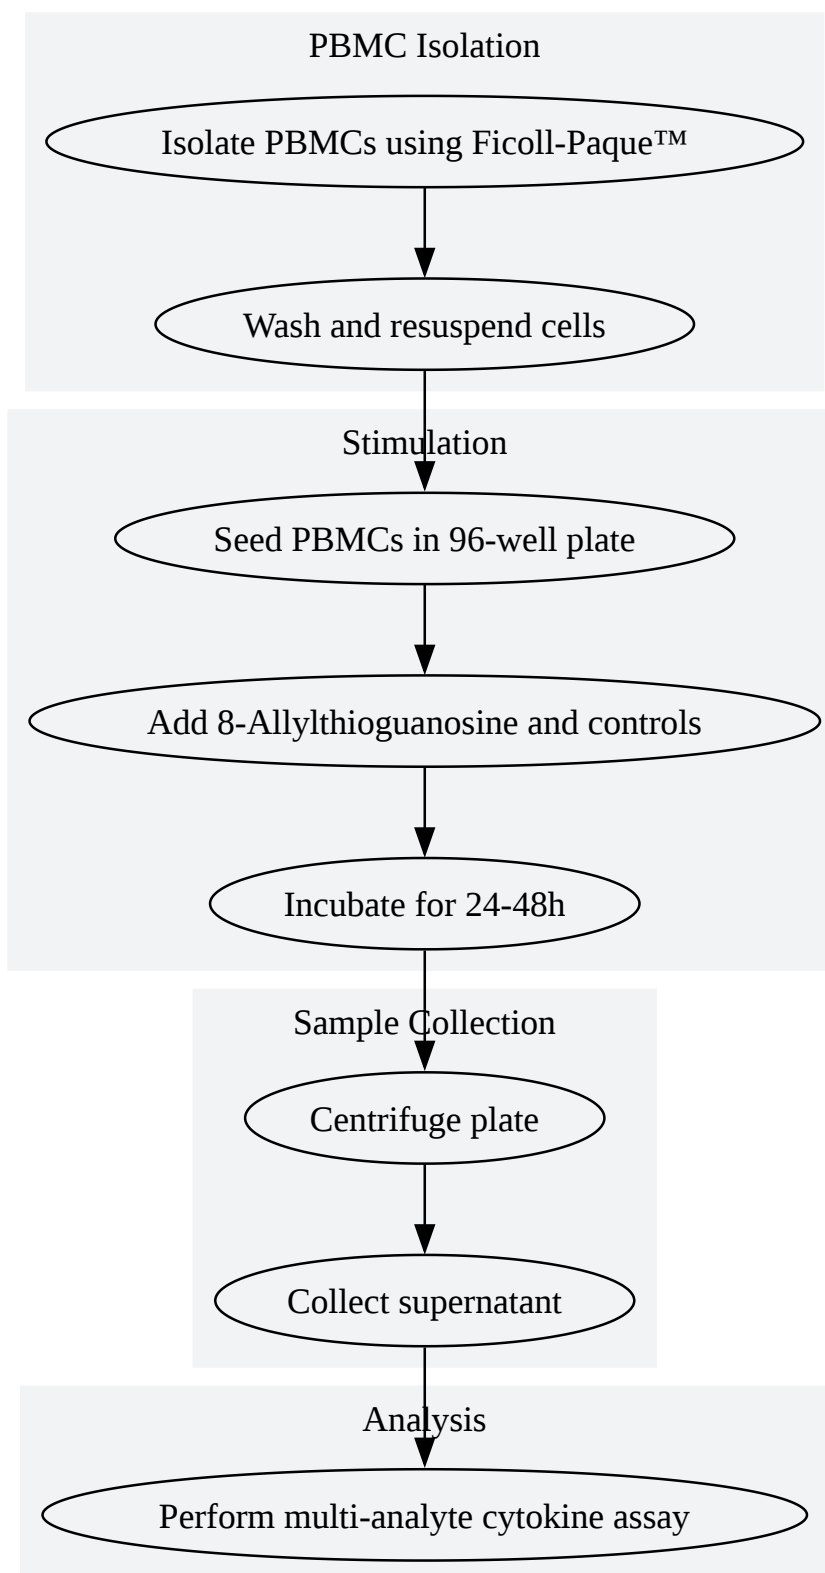 PBMC Isolation
Isolate PBMCs using Ficoll-Paque™
Wash and resuspend cells
Stimulation
Seed PBMCs in 96-well plate
Add 8-Allylthioguanosine and controls
Incubate for 24-48h
Sample Collection
Centrifuge plate
Collect supernatant
Analysis
Perform multi-analyte cytokine assay